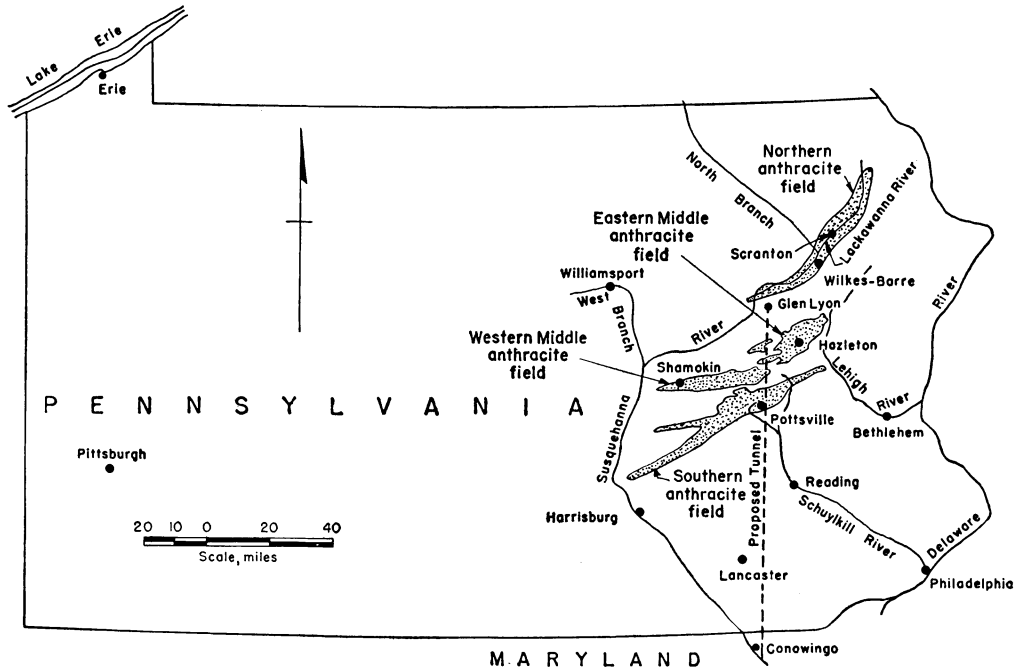 Lake Erie
Erie
Northern
anthracite
field
North Branch
Lackawanna River
Eastern Middle
anthracite
field
Scranton
Williamsport
West Branch
Wilkes-Barre
Glen Lyon
River
River
Western Middle
anthracite
field
Hazleton
Shamokin
Lehigh River
PENNSYLVANIA
Pottsville
Bethlehem
Pittsburgh
Susquehanna
Southern
anthracite
field
Proposed Tunnel
Reading
Schuylkill River
Harrisburg
20 10 0 20 40
Scale, miles
Delaware
Lancaster
Philadelphia
Conowingo
MARYLAND